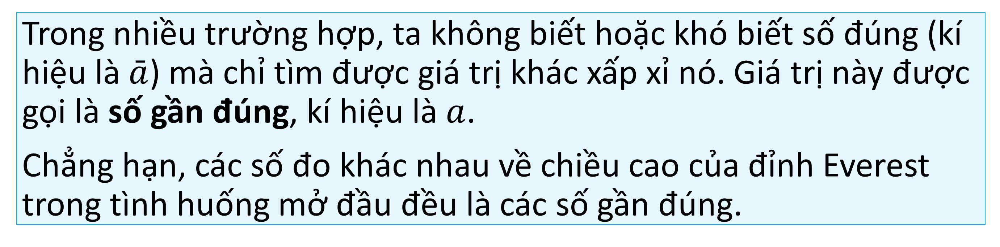 Trong nhiều trường hợp, ta không biết hoặc khó biết số đúng (kí
hiệu là ā) mà chỉ tìm được giá trị khác xấp xỉ nó. Giá trị này được
gọi là số gần đúng, kí hiệu là a.
Chẳng hạn, các số đo khác nhau về chiều cao của đỉnh Everest
trong tình huống mở đầu đều là các số gần đúng.